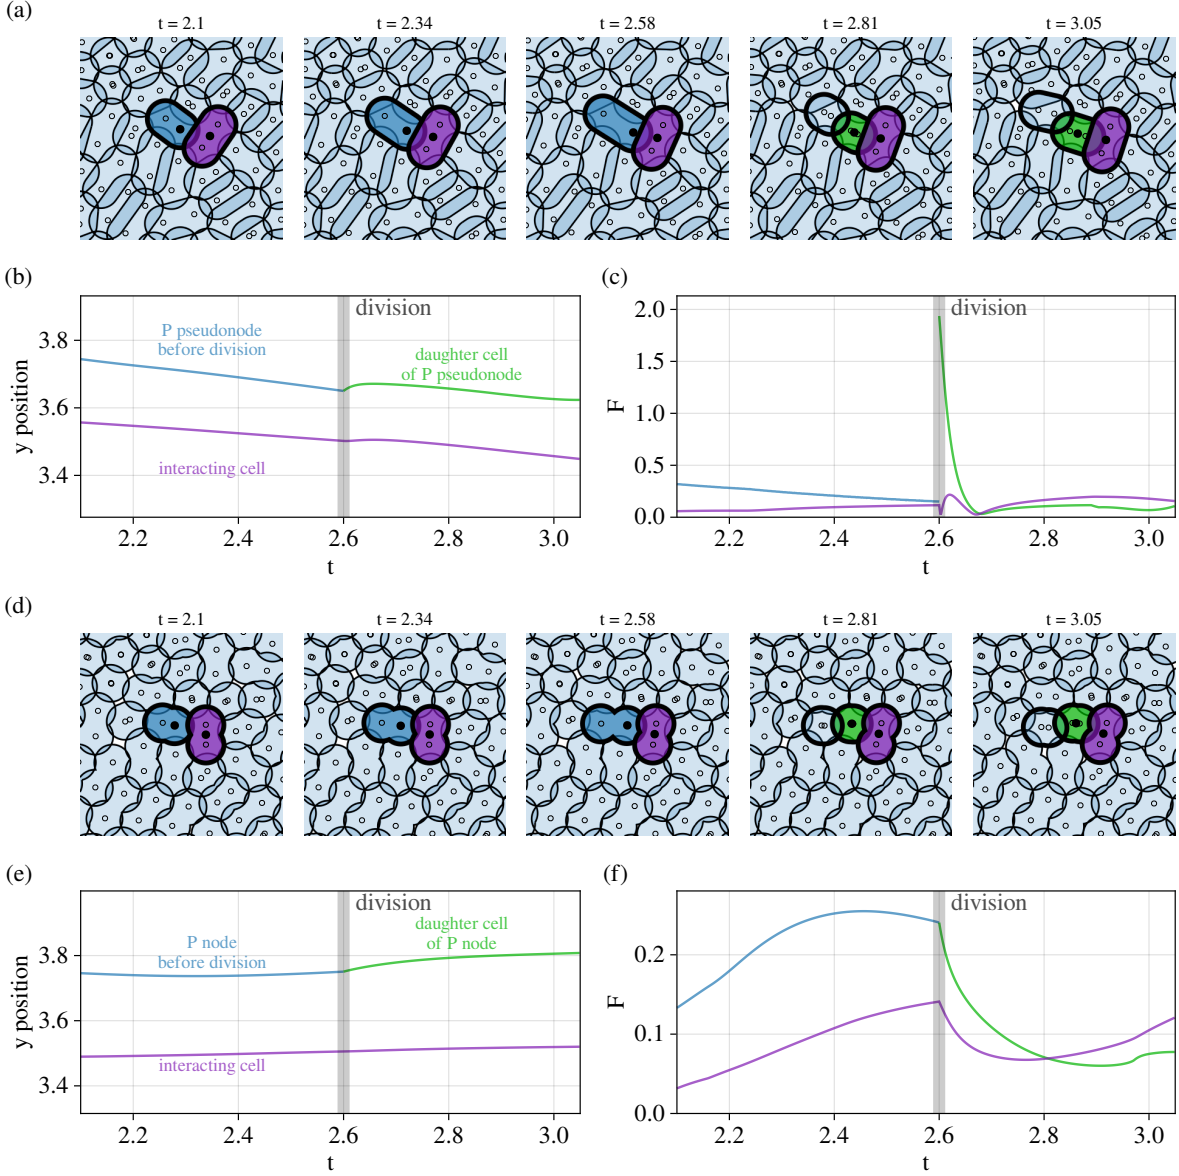 (a)
t = 2.1 t = 2.34 t = 2.58 t = 2.81 t = 3.05
(b)
division
P pseudonode
before division
daughter cell
of P pseudonode
interacting cell
y position
3.8
3.6
3.4
2.2 2.4 2.6 2.8 3.0
t
(c)
division
F
2.0
1.5
1.0
0.5
0.0
2.2 2.4 2.6 2.8 3.0
t
(d)
t = 2.1 t = 2.34 t = 2.58 t = 2.81 t = 3.05
(e)
division
P node
before division
daughter cell
of P node
interacting cell
y position
3.8
3.6
3.4
2.2 2.4 2.6 2.8 3.0
t
(f)
division
F
0.2
0.1
0.0
2.2 2.4 2.6 2.8 3.0
t